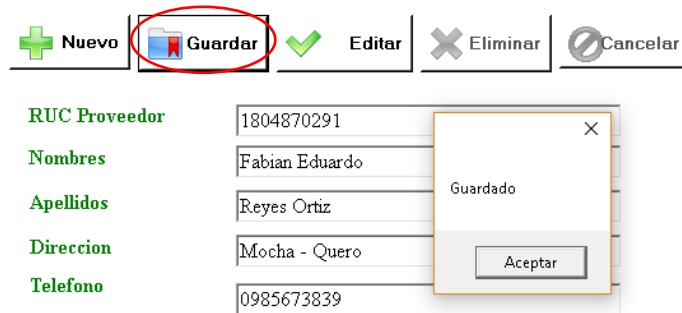 Nuevo Guardar Editar Eliminar Cancelar
RUC Proveedor 1804870291
Nombres Fabian Eduardo
Guardado
Apellidos Reyes Ortiz
Direccion Mocha - Quero
Aceptar
Telefono 0985673839